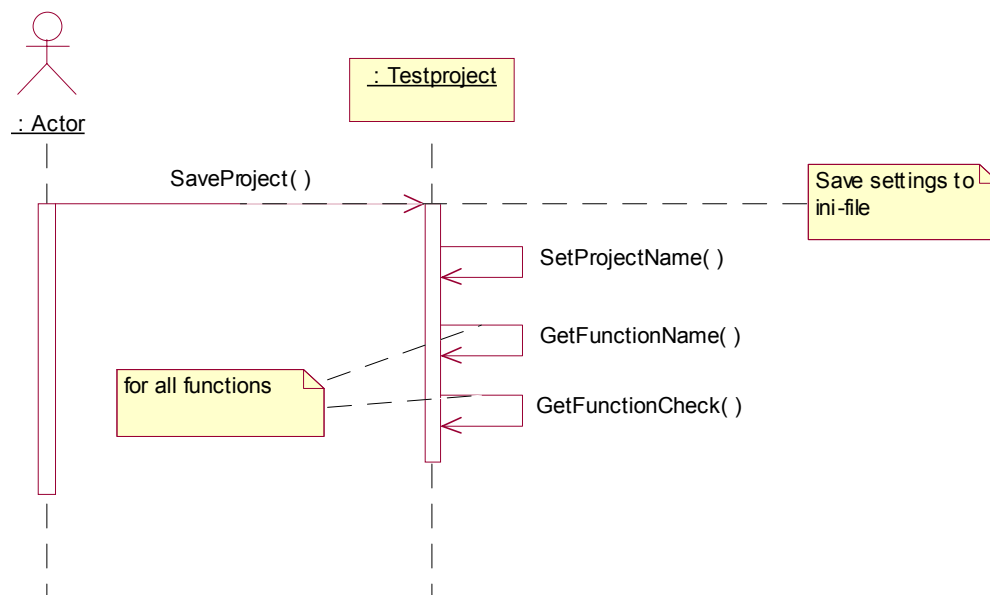 : Testproject
: Actor
SaveProject( )
Save settings to
ini-file
SetProjectName( )
GetFunctionName( )
for all functions
GetFunctionCheck( )